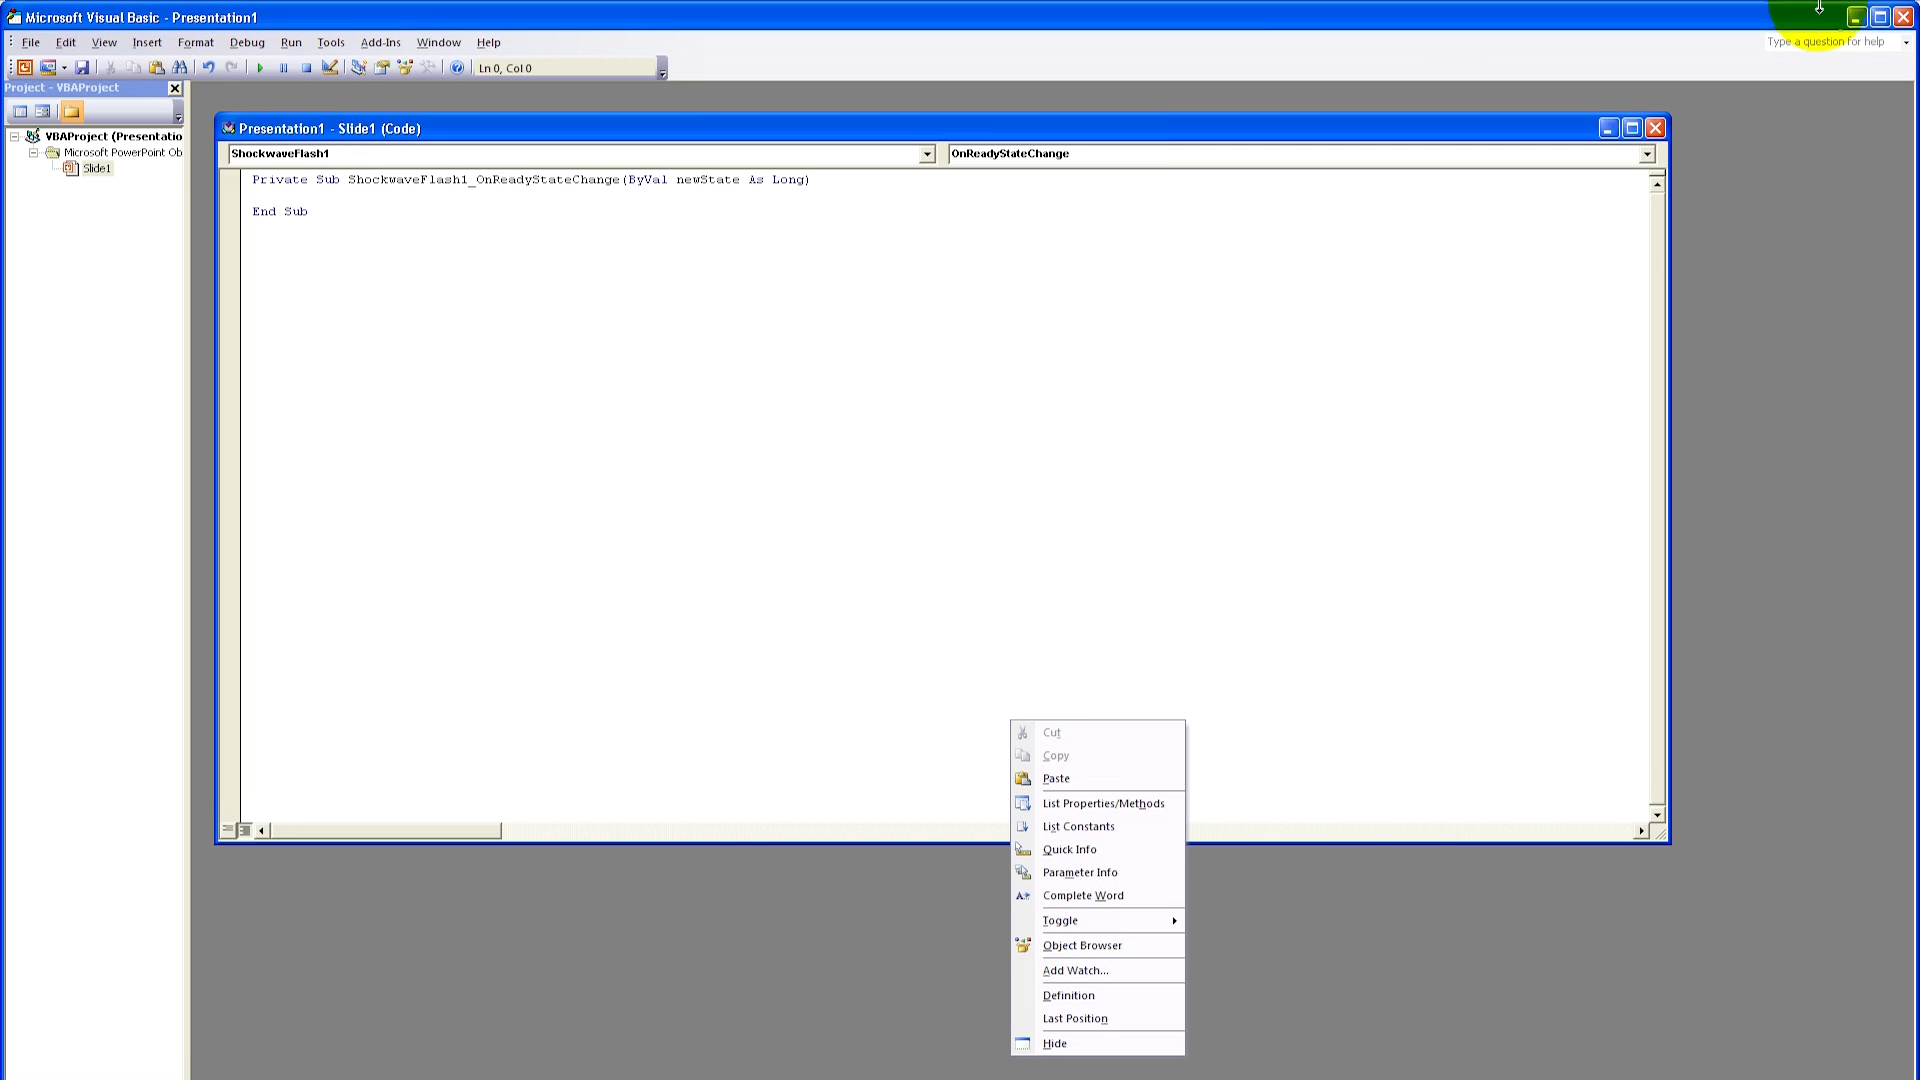 Microsoft Visual Basic - Presentation1
File Edit View Insert Format Debug Run Tools Add-Ins Window Help
Type a question for help
Ln 0, Col 0
Project - VBAProject
VBAProject (Presentatio
Microsoft PowerPoint Ob
Slide1
Presentation1 - Slide1 (Code)
ShockwaveFlash1
OnReadyStateChange
Private Sub ShockwaveFlash1_OnReadyStateChange(ByVal newState As Long)
End Sub
Cut
Copy
Paste
List Properties/Methods
List Constants
Quick Info
Parameter Info
Complete Word
Toggle
Object Browser
Add Watch...
Definition
Last Position
Hide